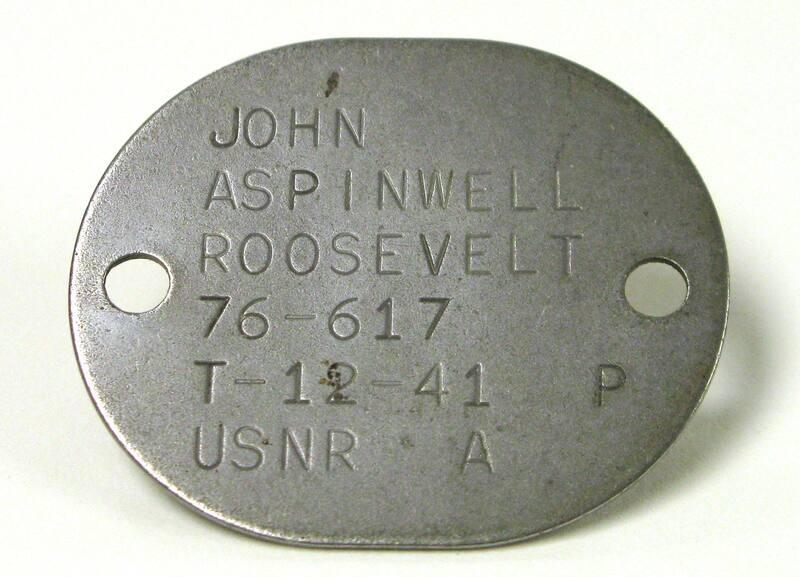 JOHN
ASPINWELL
ROOSEVELT
76-617
T-12-41 P
USNR A